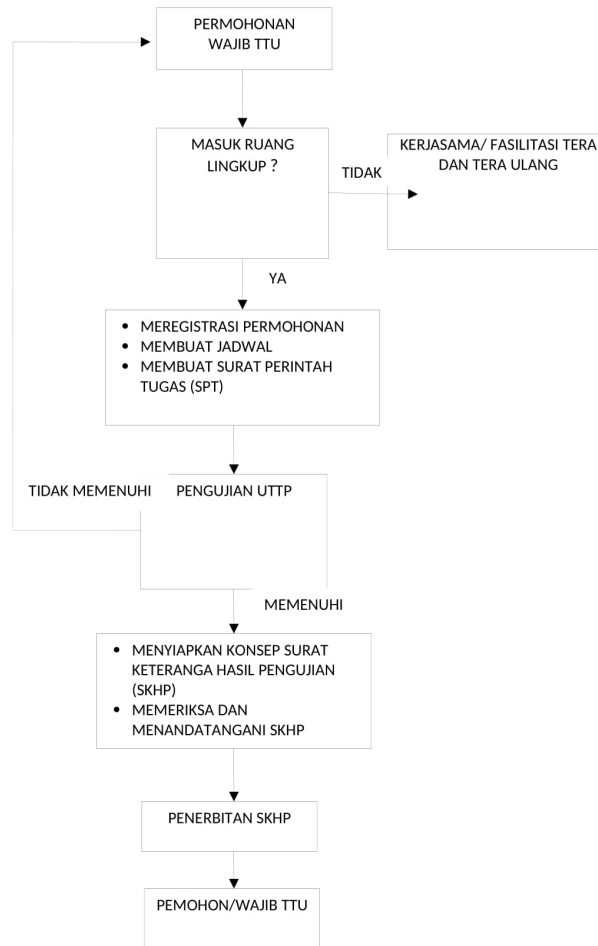 PERMOHONAN
WAJIB TTU
MASUK RUANG
LINGKUP ?
TIDAK
KERJASAMA/ FASILITASI TERA
DAN TERA ULANG
YA
• MEREGISTRASI PERMOHONAN
• MEMBUAT JADWAL
• MEMBUAT SURAT PERINTAH
TUGAS (SPT)
TIDAK MEMENUHI
PENGUJIAN UTTP
MEMENUHI
• MENYIAPKAN KONSEP SURAT
KETERANGA HASIL PENGUJIAN
(SKHP)
• MEMERIKSA DAN
MENANDATANGANI SKHP
PENERBITAN SKHP
PEMOHON/WAJIB TTU